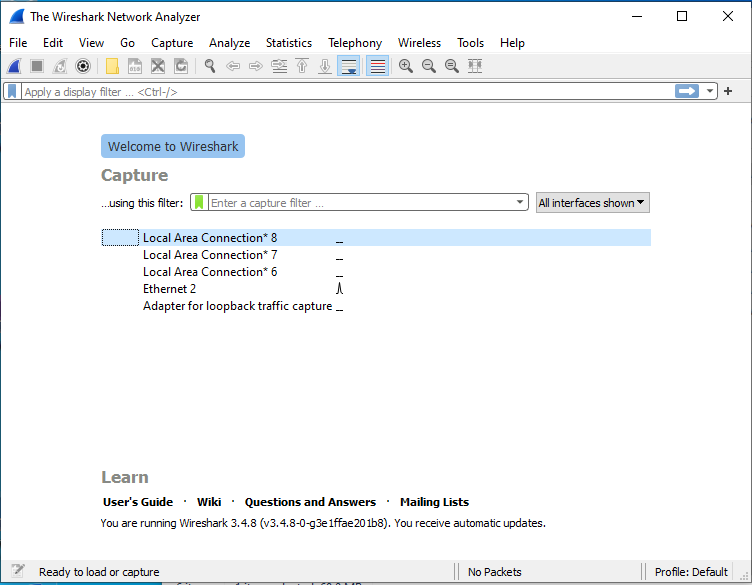 The Wireshark Network Analyzer
File Edit View Go Capture Analyze Statistics Telephony Wireless Tools Help
Apply a display filter ... <Ctrl-/>
Welcome to Wireshark
Capture
...using this filter: Enter a capture filter ... All interfaces shown
Local Area Connection* 8
Local Area Connection* 7
Local Area Connection* 6
Ethernet 2
Adapter for loopback traffic capture
Learn
User's Guide · Wiki · Questions and Answers · Mailing Lists
You are running Wireshark 3.4.8 (v3.4.8-0-g3e1ffae201b8). You receive automatic updates.
Ready to load or capture No Packets Profile: Default